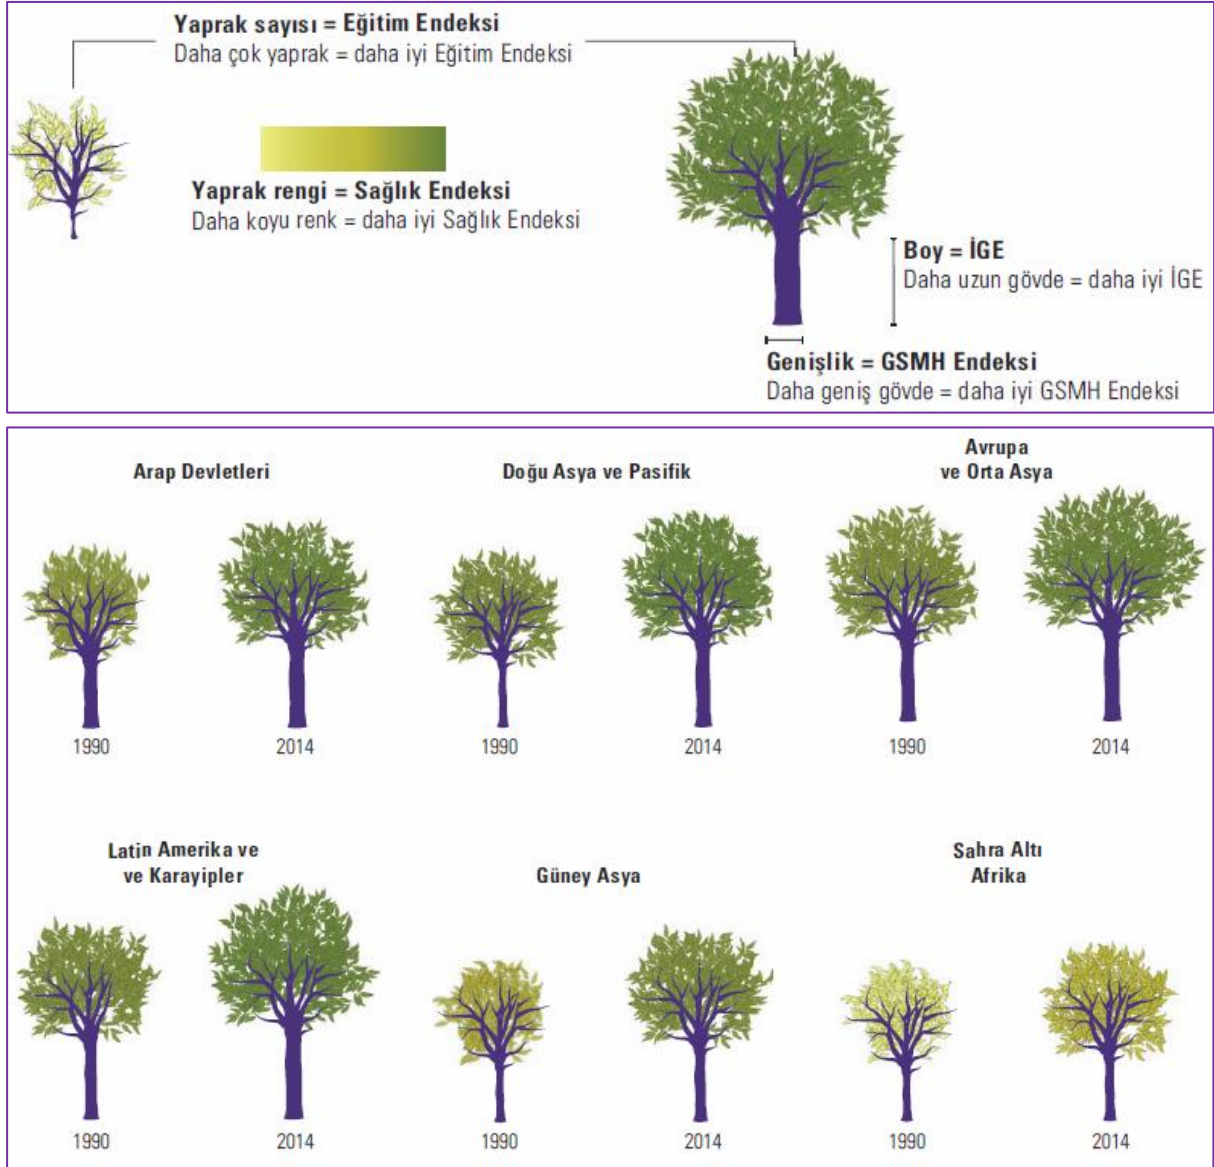 Yaprak sayısı = Eğitim Endeksi
Daha çok yaprak = daha iyi Eğitim Endeksi
Yaprak rengi = Sağlık Endeksi
Daha koyu renk = daha iyi Sağlık Endeksi
Boy = İGE
Daha uzun gövde = daha iyi İGE
Genişlik = GSMH Endeksi
Daha geniş gövde = daha iyi GSMH Endeksi
Arap Devletleri
Doğu Asya ve Pasifik
Avrupa
ve Orta Asya
1990
2014
1990
2014
1990
2014
Latin Amerika ve
ve Karayipler
Güney Asya
Sahra Altı
Afrika
1990
2014
1990
2014
1990
2014